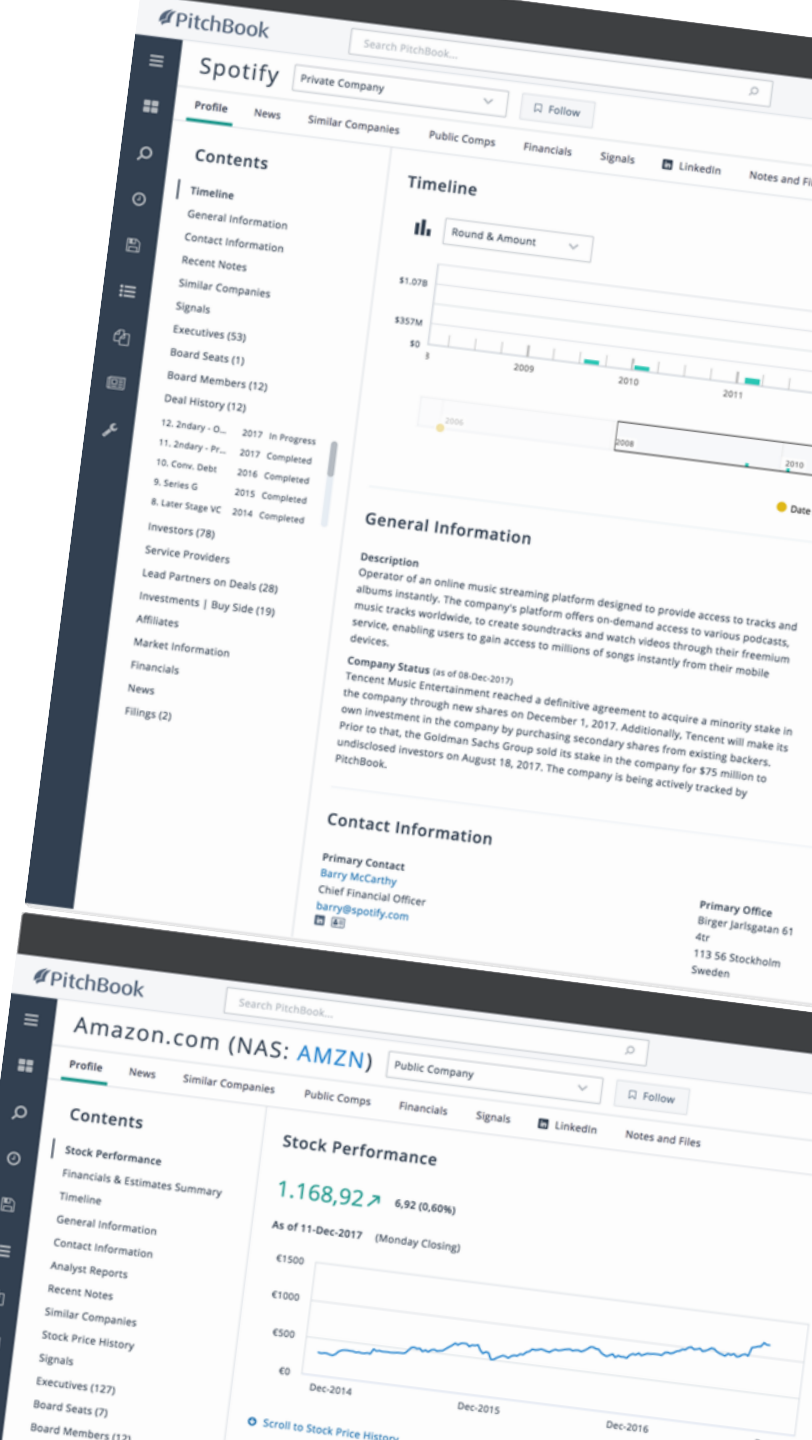 PitchBook
Search PitchBook...
Spotify
Private Company
Follow
Profile
News
Similar Companies
Public Comps
Financials
Signals
LinkedIn
Notes and
Contents
Timeline
General Information
Contact Information
Recent Notes
Similar Companies
Signals
Executives (53)
Board Seats (1)
Board Members (12)
Deal History (12)
12. 2ndary - O... 2017 In Progress
11. 2ndary - Pr... 2017 Completed
10. Conv. Debt 2016 Completed
9. Series G 2015 Completed
8. Later Stage VC 2014 Completed
Investors (78)
Service Providers
Lead Partners on Deals (28)
Investments | Buy Side (19)
Affiliates
Market Information
Financials
News
Filings (2)
Timeline
Round & Amount
$1.07B
$357M
$0
2009
2010
2011
2006
2008
2010
Date
General Information
Description
Operator of an online music streaming platform designed to provide access to tracks and
albums instantly. The company's platform offers on-demand access to various podcasts,
music tracks worldwide, to create soundtracks and watch videos through their freemium
service, enabling users to gain access to millions of songs instantly from their mobile
devices.
Company Status (as of 08-Dec-2017)
Tencent Music Entertainment reached a definitive agreement to acquire a minority stake in
the company through new shares on December 1, 2017. Additionally, Tencent will make its
own investment in the company by purchasing secondary shares from existing backers.
Prior to that, the Goldman Sachs Group sold its stake in the company for $75 million to
undisclosed investors on August 18, 2017. The company is being actively tracked by
PitchBook.
Contact Information
Primary Contact
Barry McCarthy
Chief Financial Officer
barry@spotify.com
Primary Office
Birger Jarlsgatan 61
4tr
113 56 Stockholm
Sweden
PitchBook
Search PitchBook...
Amazon.com (NAS: AMZN)
Public Company
Follow
Profile
News
Similar Companies
Public Comps
Financials
Signals
LinkedIn
Notes and Files
Contents
Stock Performance
Financials & Estimates Summary
Timeline
General Information
Contact Information
Analyst Reports
Recent Notes
Similar Companies
Stock Price History
Signals
Executives (127)
Board Seats (7)
Board Members (12)
Stock Performance
1.168,92
6,92 (0,60%)
As of 11-Dec-2017 (Monday Closing)
€1500
€1000
€500
€0
Dec-2014
Dec-2015
Dec-2016
Scroll to Stock Price History